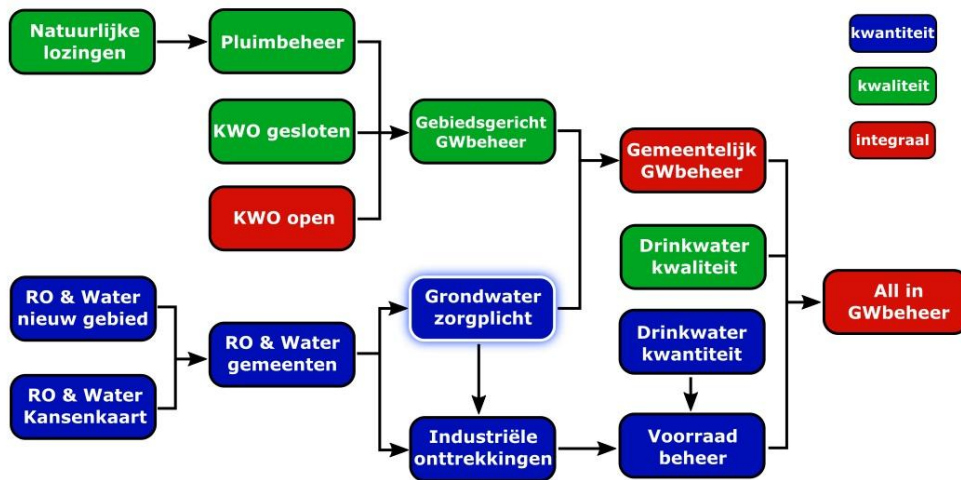 Natuurlijke
lozingen
Pluimbeheer
KWO gesloten
KWO open
Gebiedsgericht
GWbeheer
Gemeentelijk
GWbeheer
Drinkwater
kwaliteit
RO & Water
nieuw gebied
RO & Water
Kansenkaart
RO & Water
gemeenten
Grondwater
zorgplicht
Industriële
onttrekkingen
Drinkwater
kwantiteit
Voorraad
beheer
All in
GWbeheer
kwantiteit
kwaliteit
integraal